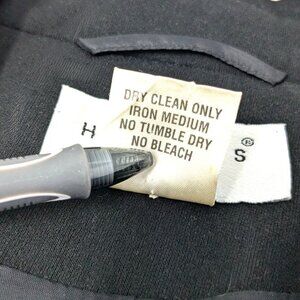 DRY CLEAN ONLY
IRON MEDIUM
NO TUMBLE DRY
NO BLEACH
H
S
®